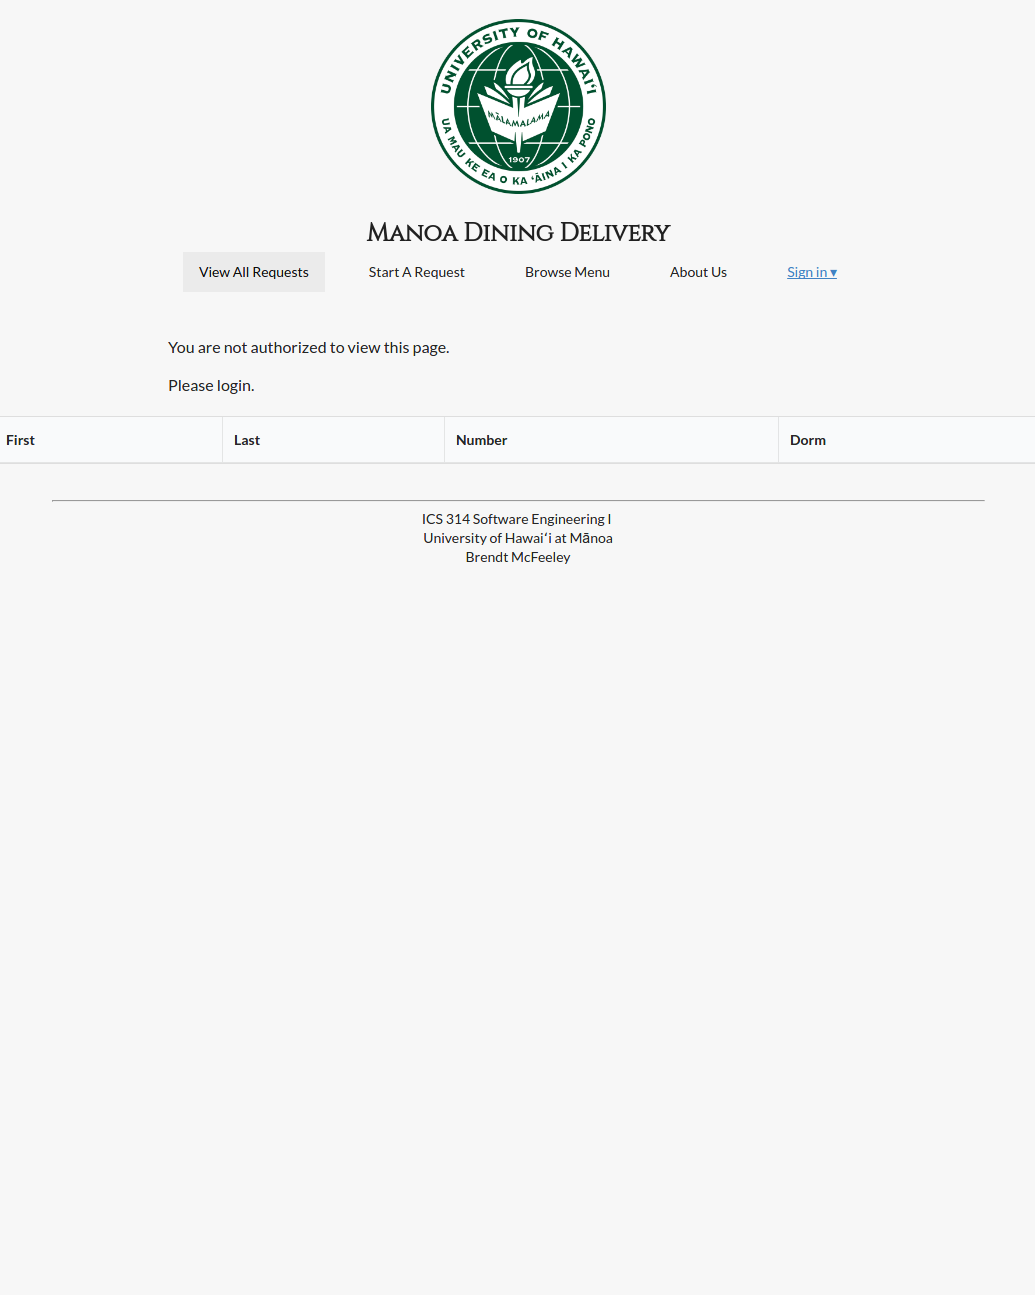 UNIVERSITY OF HAWAIʻI
MĀLAMALAMA
1907
UA MAU KE EA O KA ʻĀINA I KA PONO
Manoa Dining Delivery
View All Requests Start A Request Browse Menu About Us Sign in ▾
You are not authorized to view this page.
Please login.
First Last Number Dorm
ICS 314 Software Engineering I
University of Hawaiʻi at Mānoa
Brendt McFeeley